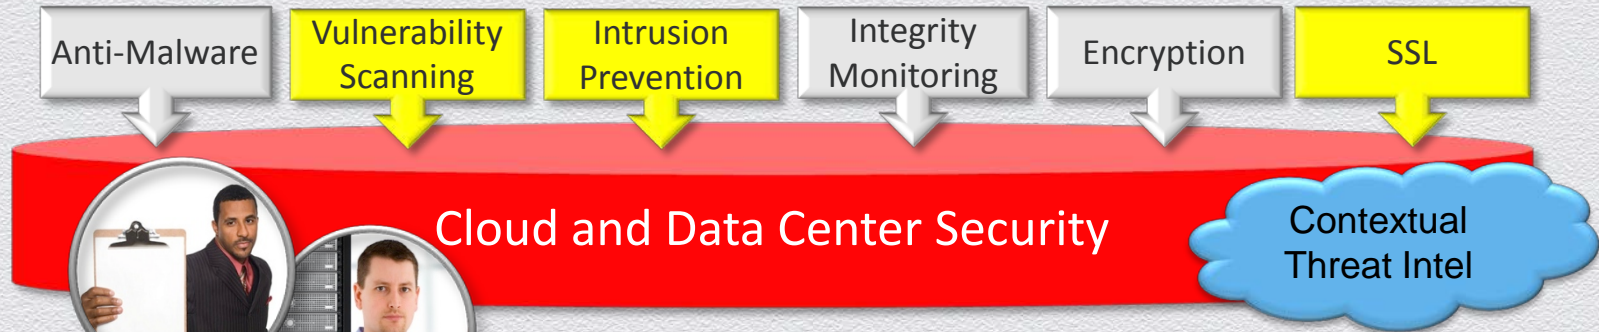 Anti-Malware
Vulnerability
Scanning
Intrusion
Prevention
Integrity
Monitoring
Encryption
SSL
Cloud and Data Center Security
Contextual
Threat Intel